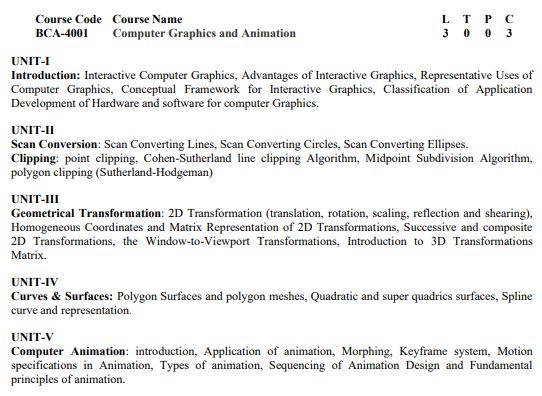 Course Code Course Name L T P C
BCA-4001 Computer Graphics and Animation 3 0 0 3
UNIT-I
Introduction: Interactive Computer Graphics, Advantages of Interactive Graphics, Representative Uses of
Computer Graphics, Conceptual Framework for Interactive Graphics, Classification of Application
Development of Hardware and software for computer Graphics.
UNIT-II
Scan Conversion: Scan Converting Lines, Scan Converting Circles, Scan Converting Ellipses.
Clipping: point clipping, Cohen-Sutherland line clipping Algorithm, Midpoint Subdivision Algorithm,
polygon clipping (Sutherland-Hodgeman)
UNIT-III
Geometrical Transformation: 2D Transformation (translation, rotation, scaling, reflection and shearing),
Homogeneous Coordinates and Matrix Representation of 2D Transformations, Successive and composite
2D Transformations, the Window-to-Viewport Transformations, Introduction to 3D Transformations
Matrix.
UNIT-IV
Curves & Surfaces: Polygon Surfaces and polygon meshes, Quadratic and super quadrics surfaces, Spline
curve and representation.
UNIT-V
Computer Animation: introduction, Application of animation, Morphing, Keyframe system, Motion
specifications in Animation, Types of animation, Sequencing of Animation Design and Fundamental
principles of animation.